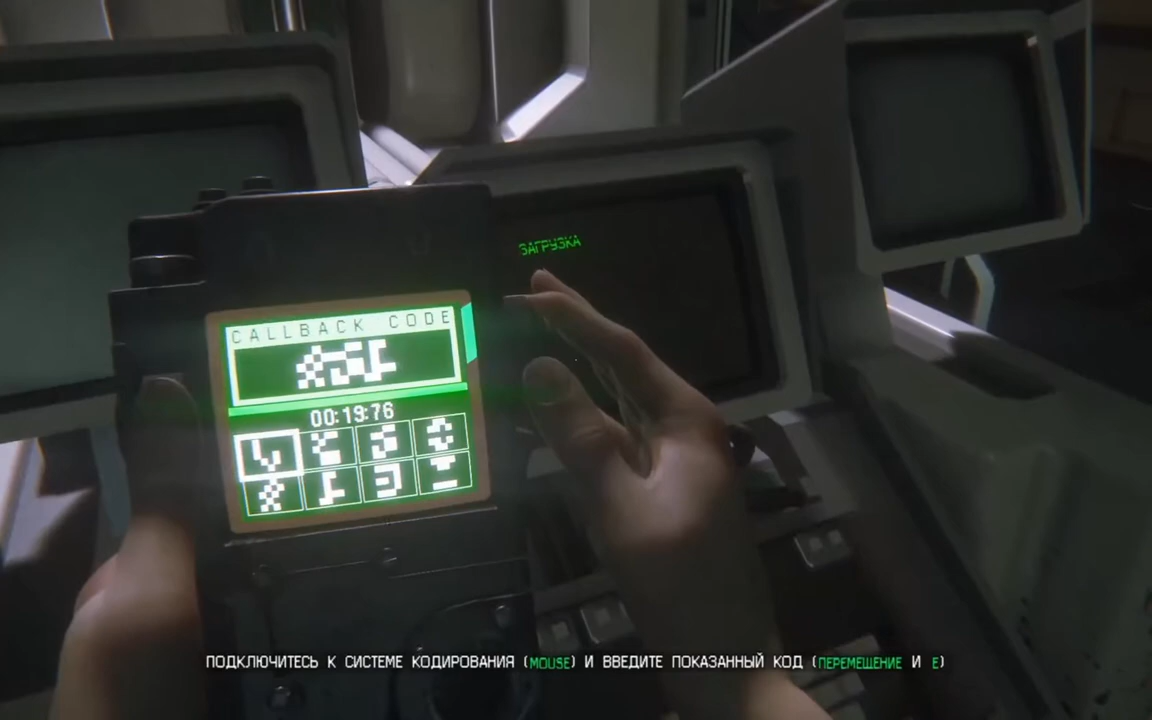 ЗАГРУЗКА
CALLBACK CODE
00:19:76
ПОДКЛЮЧИТЕСЬ К СИСТЕМЕ КОДИРОВАНИЯ (MOUSE) И ВВЕДИТЕ ПОКАЗАННЫЙ КОД (ПЕРЕМЕЩЕНИЕ И E)